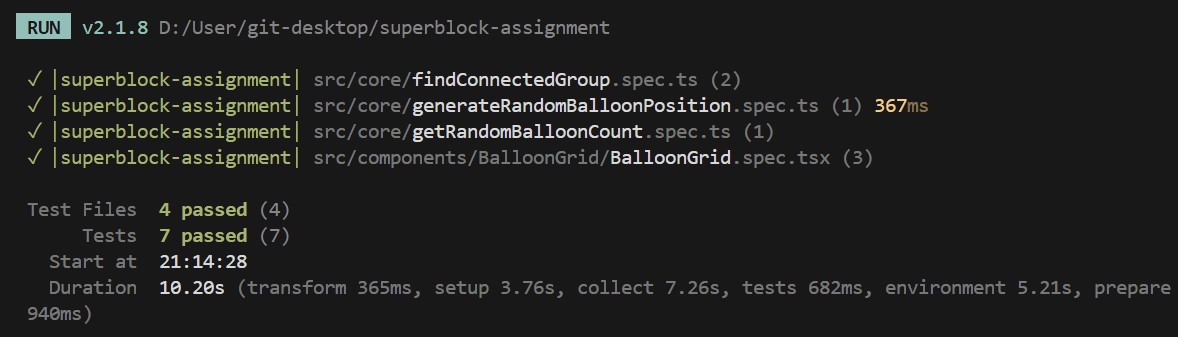 RUN v2.1.8 D:/User/git-desktop/superblock-assignment
✓ |superblock-assignment| src/core/findConnectedGroup.spec.ts (2)
✓ |superblock-assignment| src/core/generateRandomBalloonPosition.spec.ts (1) 367ms
✓ |superblock-assignment| src/core/getRandomBalloonCount.spec.ts (1)
✓ |superblock-assignment| src/components/BalloonGrid/BalloonGrid.spec.tsx (3)
Test Files 4 passed (4)
Tests 7 passed (7)
Start at 21:14:28
Duration 10.20s (transform 365ms, setup 3.76s, collect 7.26s, tests 682ms, environment 5.21s, prepare
940ms)